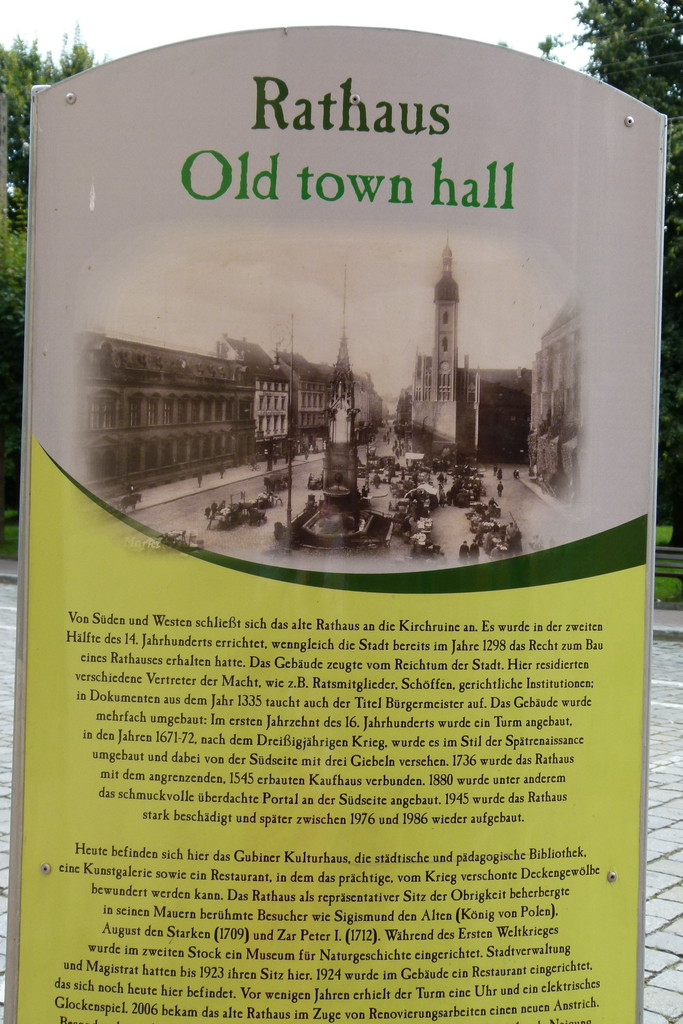 Rathaus
Old town hall
Von Süden und Westen schließt sich das alte Rathaus an die Kirchruine an. Es wurde in der zweiten
Hälfte des 14. Jahrhunderts errichtet, wenngleich die Stadt bereits im Jahre 1298 das Recht zum Bau
eines Rathauses erhalten hatte. Das Gebäude zeugte vom Reichtum der Stadt. Hier residierten
verschiedene Vertreter der Macht, wie z.B. Ratsmitglieder, Schöffen, gerichtliche Institutionen;
in Dokumenten aus dem Jahr 1335 taucht auch der Titel Bürgermeister auf. Das Gebäude wurde
mehrfach umgebaut: Im ersten Jahrzehnt des 16. Jahrhunderts wurde ein Turm angebaut,
in den Jahren 1671-72, nach dem Dreißigjährigen Krieg, wurde es im Stil der Spätrenaissance
umgebaut und dabei von der Südseite mit drei Giebeln versehen. 1736 wurde das Rathaus
mit dem angrenzenden, 1545 erbauten Kaufhaus verbunden. 1880 wurde unter anderem
das schmuckvolle überdachte Portal an der Südseite angebaut. 1945 wurde das Rathaus
stark beschädigt und später zwischen 1976 und 1986 wieder aufgebaut.
Heute befinden sich hier das Gubiner Kulturhaus, die städtische und pädagogische Bibliothek,
eine Kunstgalerie sowie ein Restaurant, in dem das prächtige, vom Krieg verschonte Deckengewölbe
bewundert werden kann. Das Rathaus als repräsentativer Sitz der Obrigkeit beherbergte
in seinen Mauern berühmte Besucher wie Sigismund den Alten (König von Polen),
August den Starken (1709) und Zar Peter I. (1712). Während des Ersten Weltkrieges
wurde im zweiten Stock ein Museum für Naturgeschichte eingerichtet. Stadtverwaltung
und Magistrat hatten bis 1923 ihren Sitz hier. 1924 wurde im Gebäude ein Restaurant eingerichtet,
das sich noch heute hier befindet. Vor wenigen Jahren erhielt der Turm eine Uhr und ein elektrisches
Glockenspiel. 2006 bekam das alte Rathaus im Zuge von Renovierungsarbeiten einen neuen Anstrich.